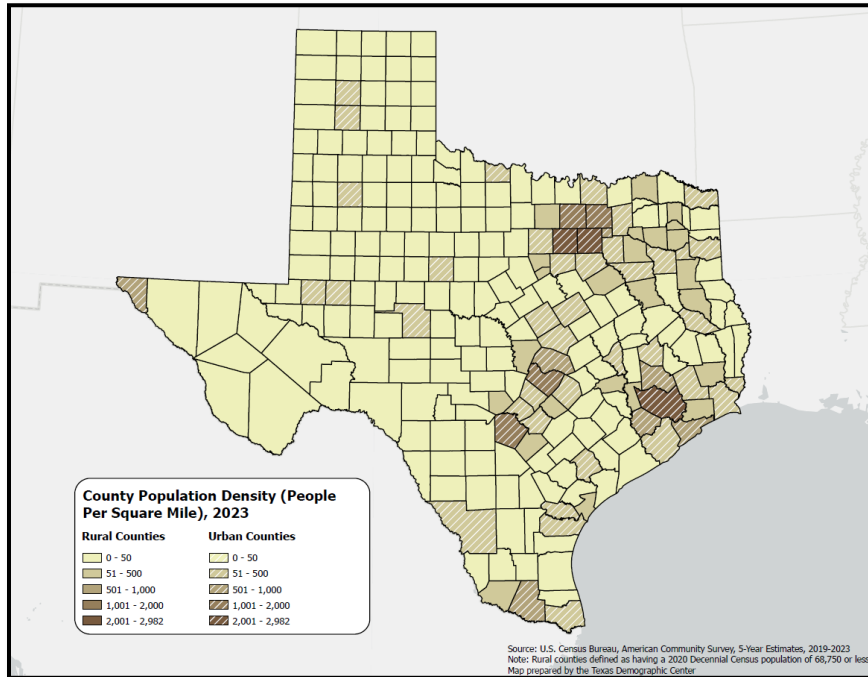 County Population Density (People
Per Square Mile), 2023
Rural Counties Urban Counties
0 - 50 0 - 50
51 - 500 51 - 500
501 - 1,000 501 - 1,000
1,001 - 2,000 1,001 - 2,000
2,001 - 2,982 2,001 - 2,982
Source: U.S. Census Bureau, American Community Survey, 5-Year Estimates, 2019-2023
Note: Rural counties defined as having a 2020 Decennial Census population of 68,750 or less
Map prepared by the Texas Demographic Center